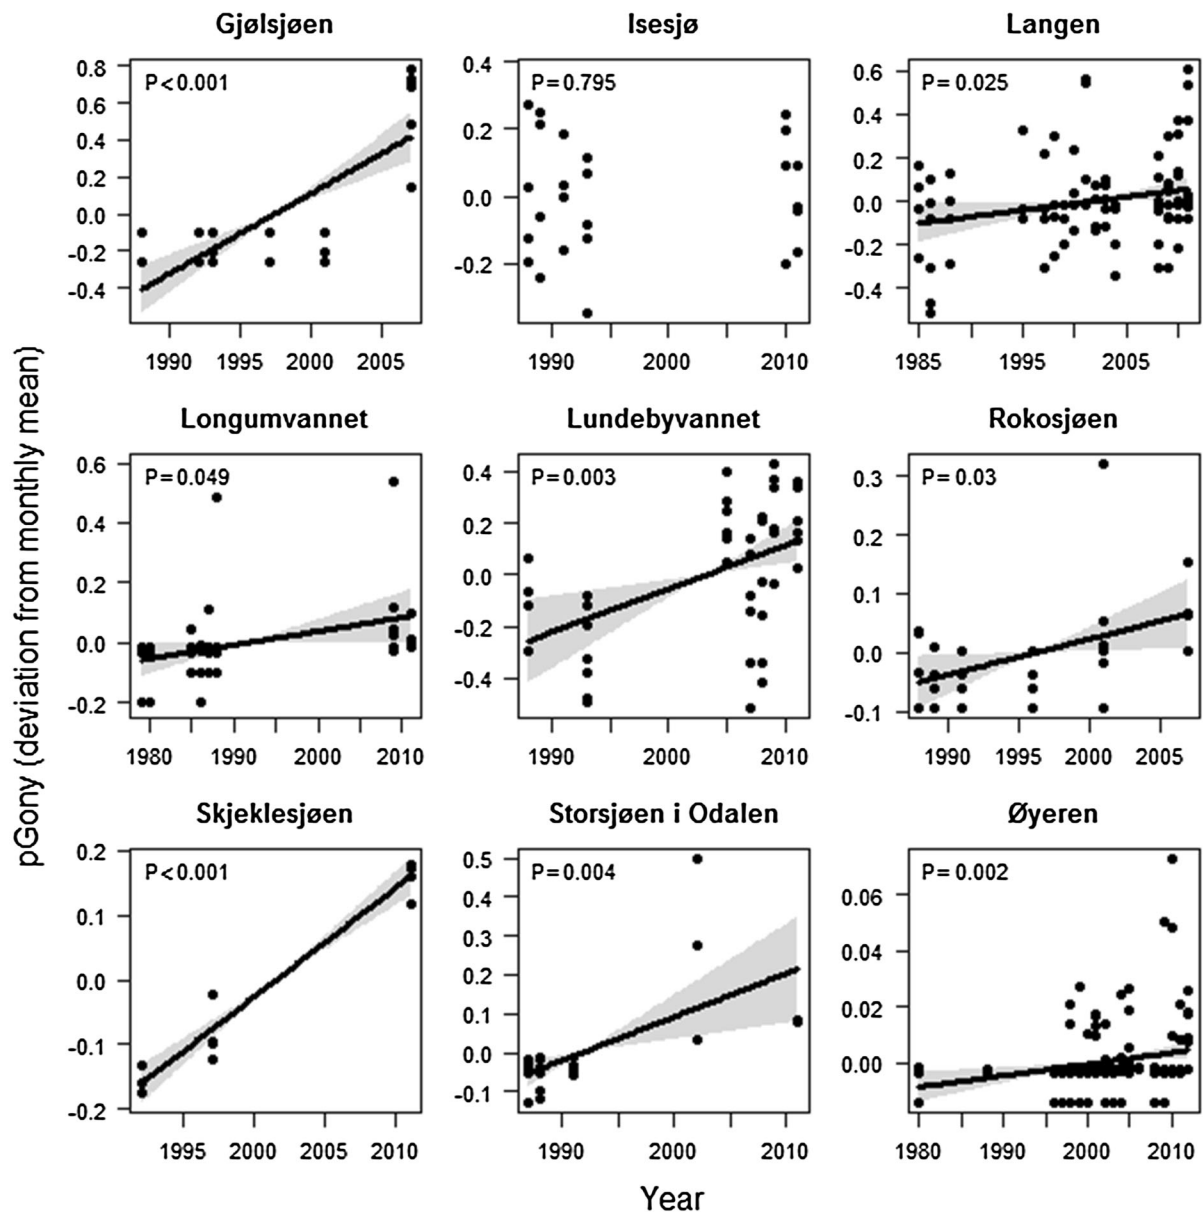 Gjølsjøen Isesjø Langen
P<0.001 P=0.795 P=0.025
0.8 0.6 0.4 0.2 0.0 -0.2 -0.4
0.4 0.2 0.0 -0.2
0.6 0.4 0.2 0.0 -0.2 -0.4
1990 1995 2000 2005
1990 2000 2010
1985 1995 2005
Longumvannet Lundebyvannet Rokosjøen
P=0.049 P=0.003 P=0.03
0.6 0.4 0.2 0.0 -0.2
0.4 0.2 0.0 -0.2 -0.4
0.3 0.2 0.1 0.0 -0.1
1980 1990 2000 2010
1990 2000 2010
1990 1995 2000 2005
Skjeklesjøen Storsjøen i Odalen Øyeren
P<0.001 P=0.004 P=0.002
0.2 0.1 0.0 -0.1 -0.2
0.5 0.4 0.3 0.2 0.1 0.0 -0.1
0.06 0.04 0.02 0.00
1995 2000 2005 2010
1990 2000 2010
1980 1990 2000 2010
pGony (deviation from monthly mean)
Year